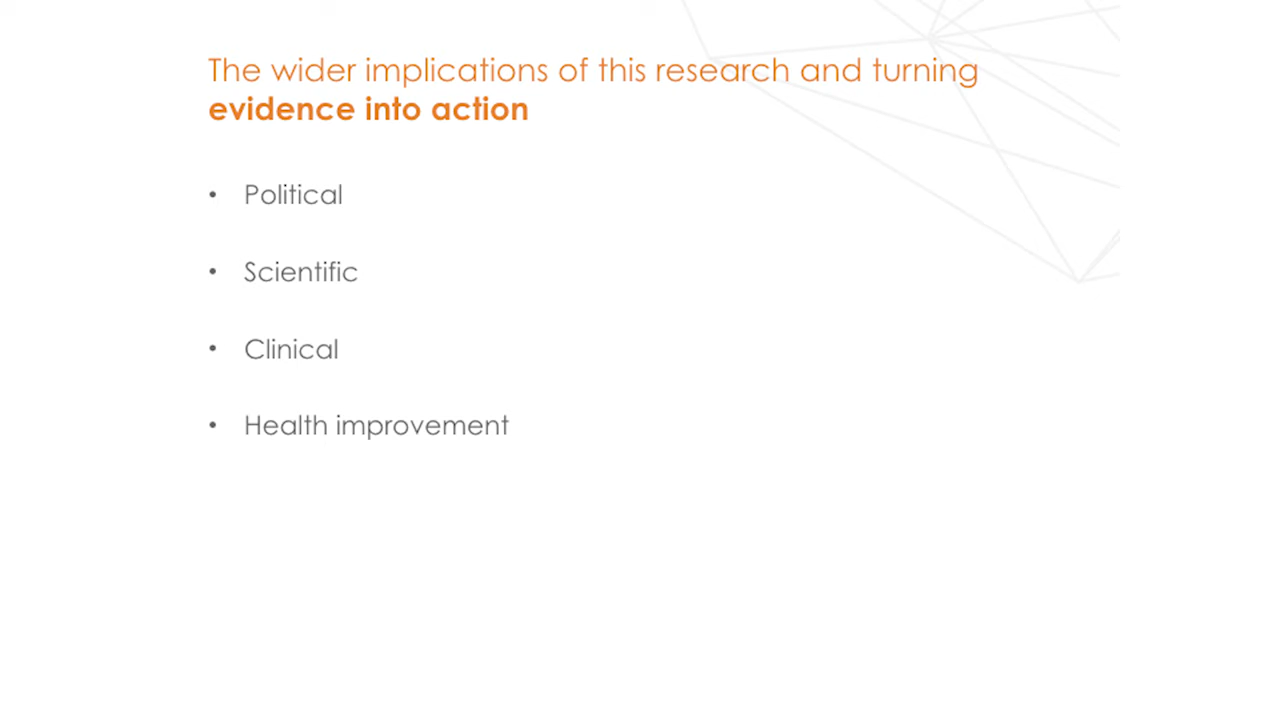 The wider implications of this research and turning
evidence into action
• Political
• Scientific
• Clinical
• Health improvement